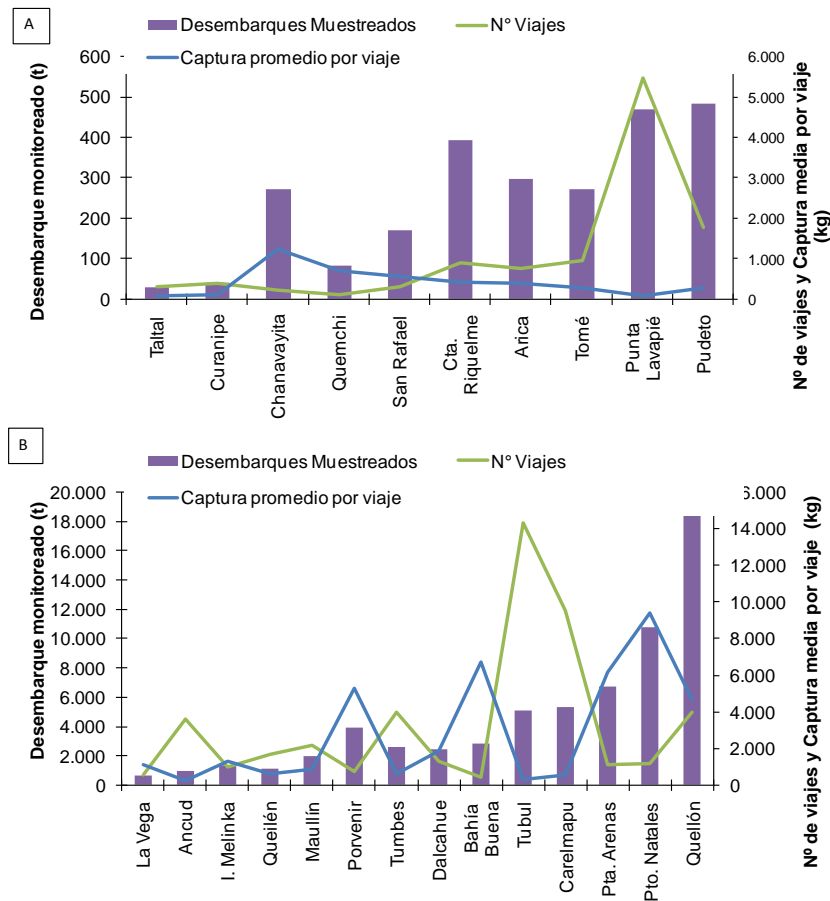 A
Desembarques Muestreados
N° Viajes
Captura promedio por viaje
Desembarque monitoreado (t)
600
500
400
300
200
100
0
6.000
5.000
4.000
3.000
2.000
1.000
0
Nº de viajes y Captura media por viaje
(kg)
Taltal
Curanipe
Chanavayita
Quemchi
San Rafael
Cta.
Riquelme
Arica
Tomé
Punta
Lavapié
Pudeto
B
Desembarques Muestreados
N° Viajes
Captura promedio por viaje
Desembarque monitoreado (t)
20.000
18.000
16.000
14.000
12.000
10.000
8.000
6.000
4.000
2.000
0
6.000
14.000
12.000
10.000
8.000
6.000
4.000
2.000
0
Nº de viajes y Captura media por viaje (kg)
La Vega
Ancud
I. Melinka
Queilén
Maullín
Porvenir
Tumbes
Dalcahue
Bahía
Buena
Tubul
Carelmapu
Pta. Arenas
Pto. Natales
Quellón